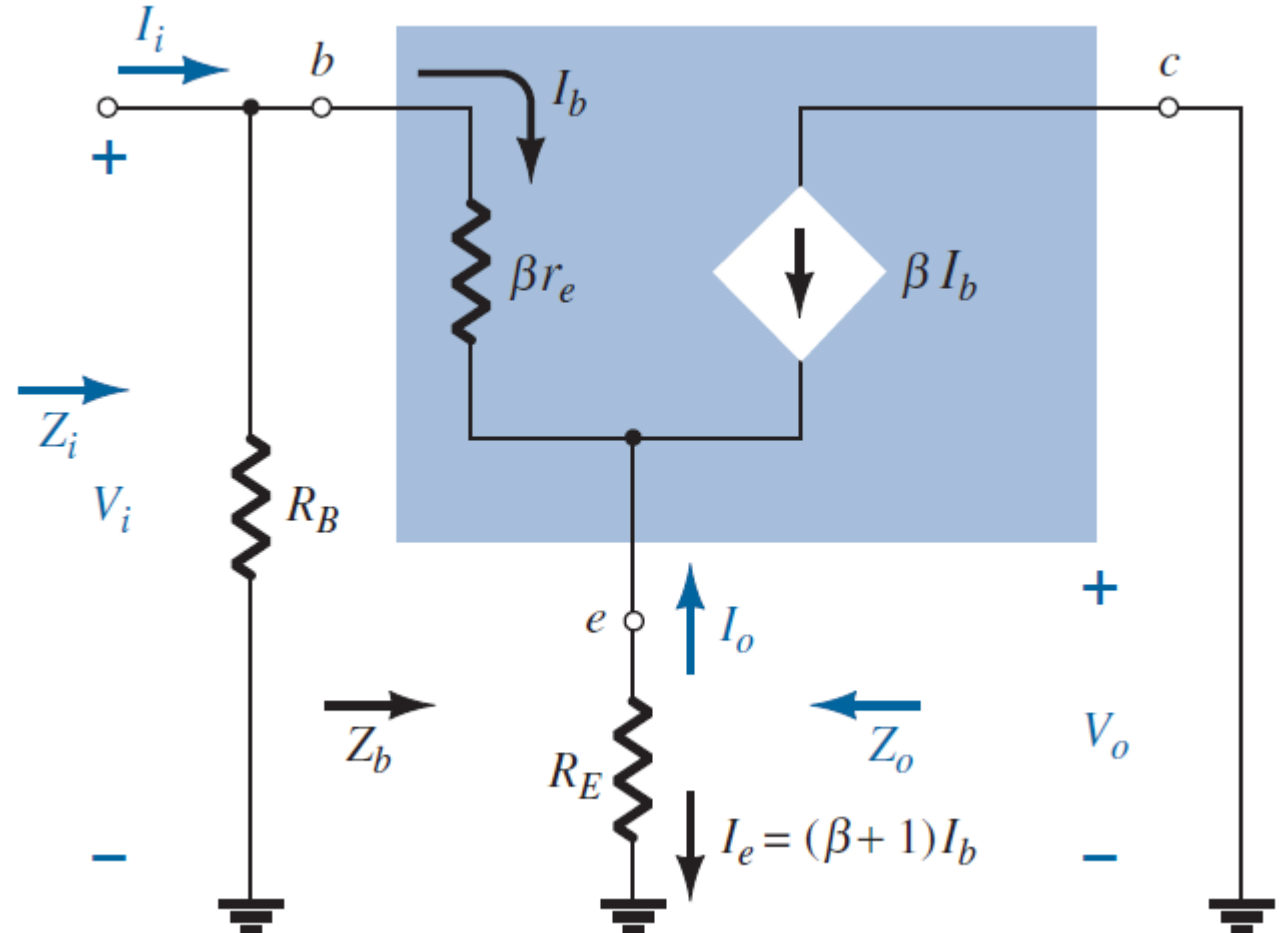 I_i
b
I_b
c
+
βr_e
βI_b
Z_i
V_i
R_B
e
I_o
+
Z_b
R_E
Z_o
V_o
I_e = (β + 1)I_b
–
–